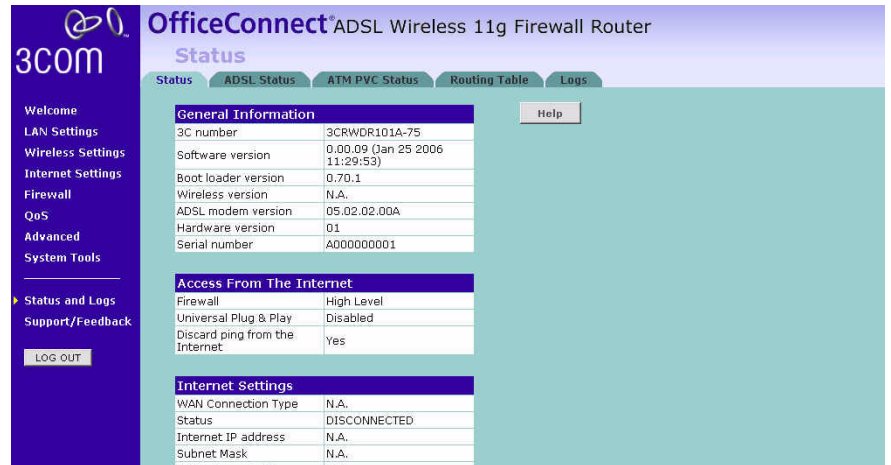 3COM
OfficeConnect® ADSL Wireless 11g Firewall Router
Status
Status ADSL Status ATM PVC Status Routing Table Logs
Welcome
LAN Settings
Wireless Settings
Internet Settings
Firewall
QoS
Advanced
System Tools
Status and Logs
Support/Feedback
LOG OUT
Help
General Information
3C number 3CRWDR101A-75
Software version 0.00.09 (Jan 25 2006
11:29:53)
Boot loader version 0.70.1
Wireless version N.A.
ADSL modem version 05.02.02.00A
Hardware version 01
Serial number A000000001
Access From The Internet
Firewall High Level
Universal Plug & Play Disabled
Discard ping from the
Internet Yes
Internet Settings
WAN Connection Type N.A.
Status DISCONNECTED
Internet IP address N.A.
Subnet Mask N.A.